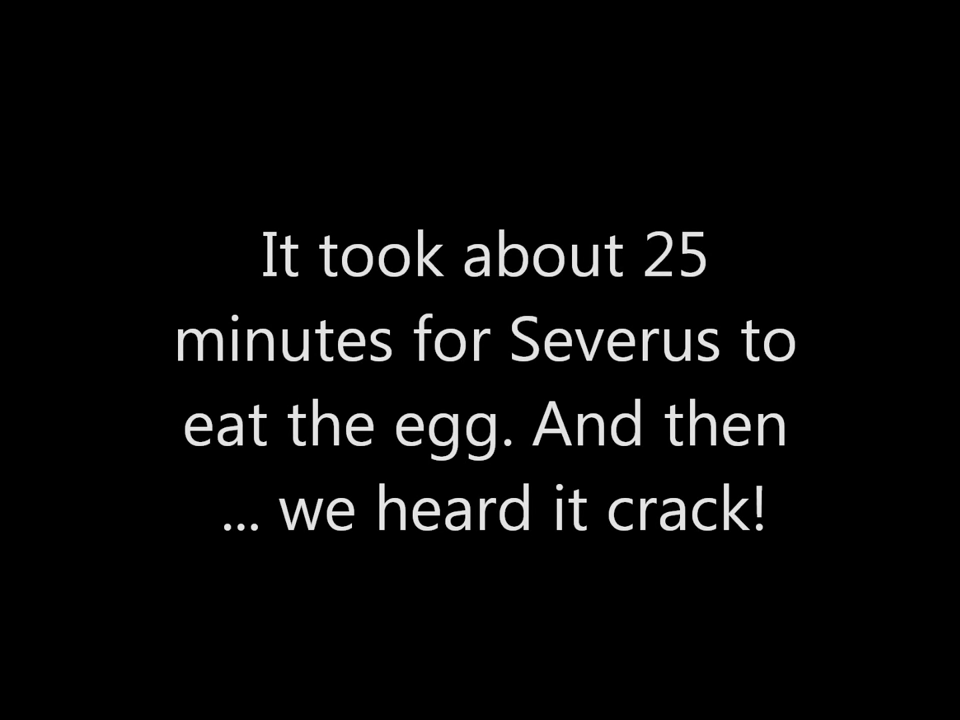 It took about 25
minutes for Severus to
eat the egg. And then
... we heard it crack!